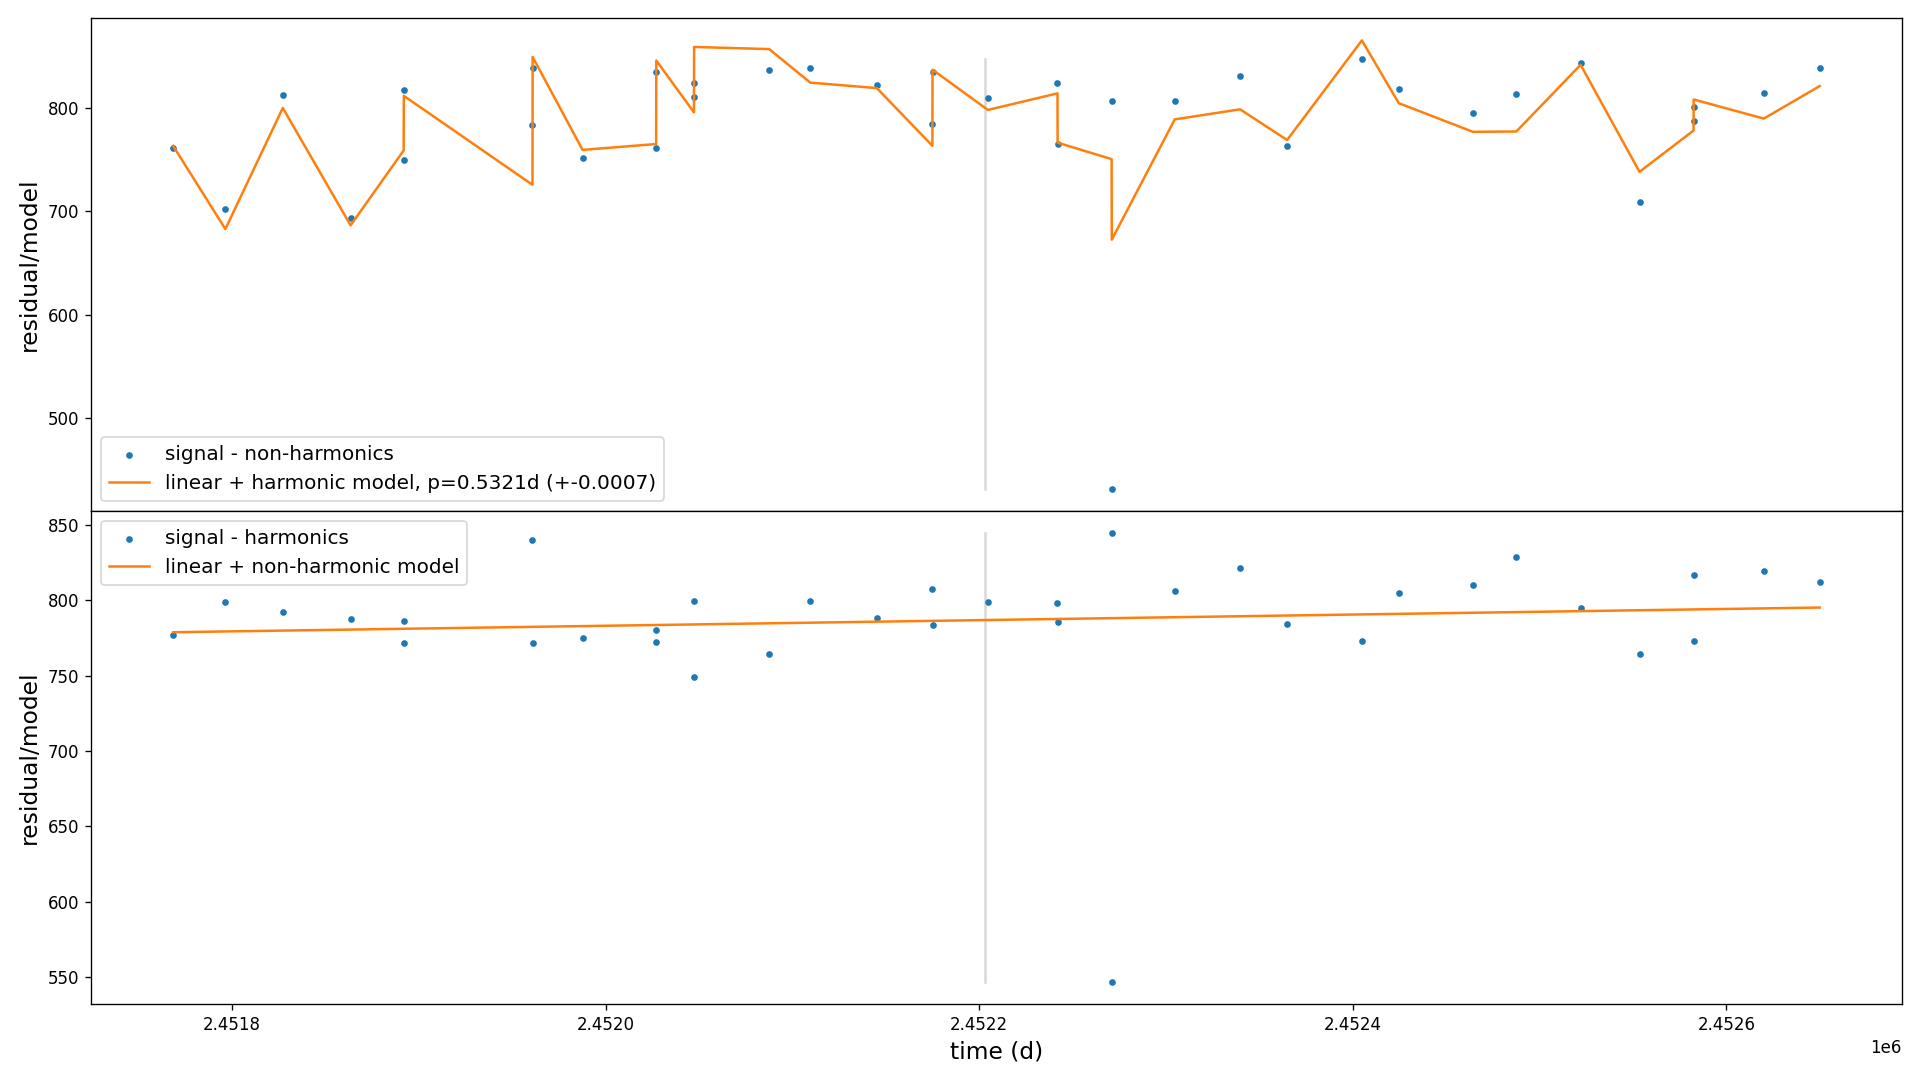 residual/model
800
700
600
500
signal - non-harmonics
linear + harmonic model, p=0.5321d (+-0.0007)
residual/model
850
800
750
700
650
600
550
signal - harmonics
linear + non-harmonic model
2.4518
2.4520
2.4522
2.4524
2.4526
time (d)
1e6